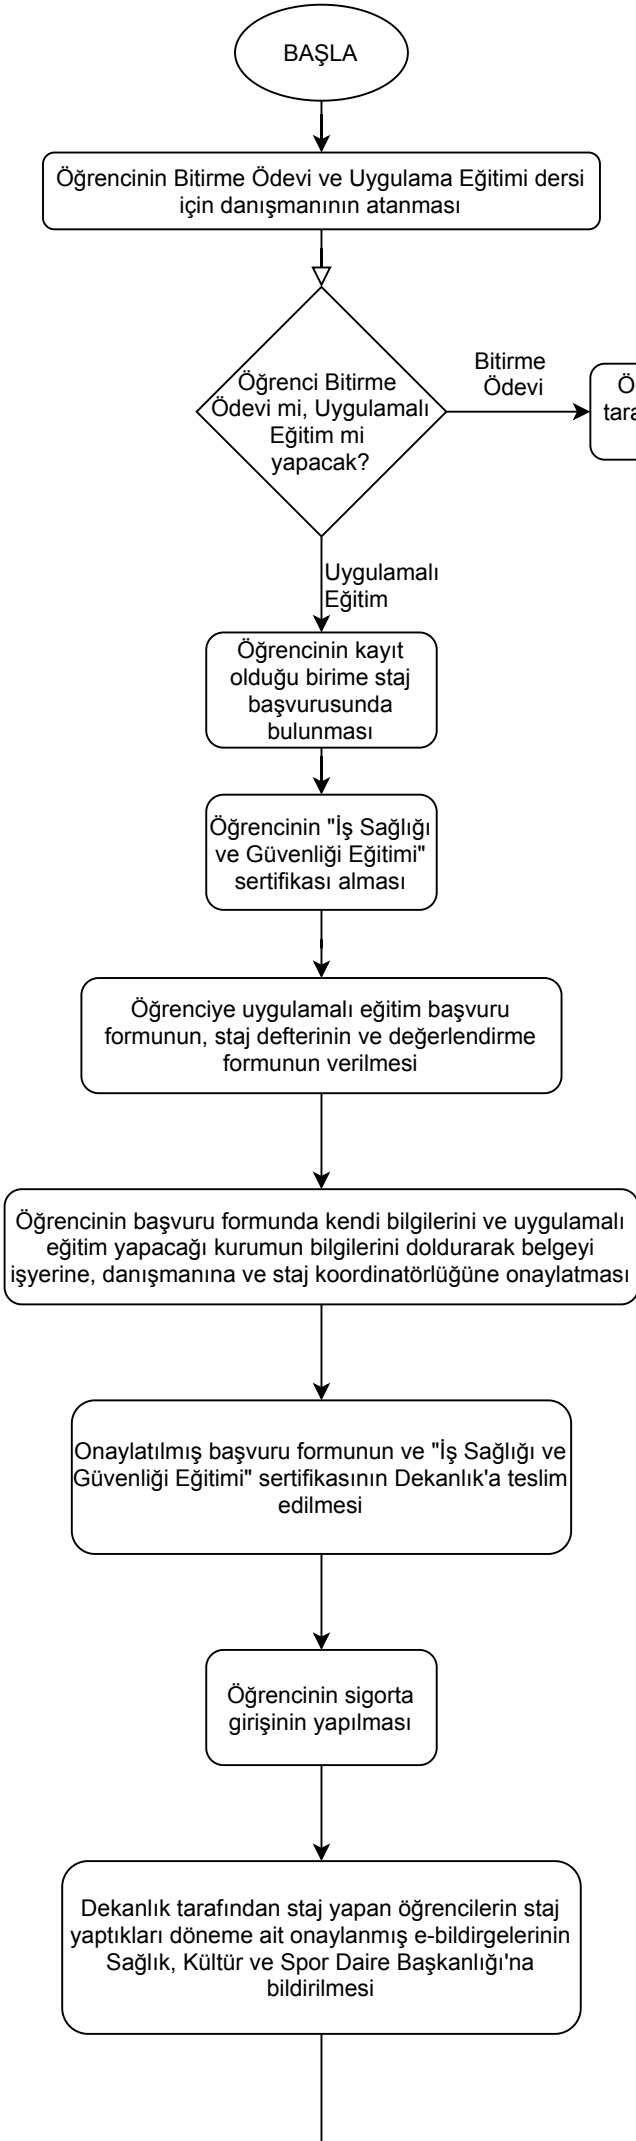 BAŞLA
Öğrencinin Bitirme Ödevi ve Uygulama Eğitimi dersi
için danışmanının atanması
Öğrenci Bitirme
Ödevi mi, Uygulamalı
Eğitim mi
yapacak?
Bitirme
Ödevi
Uygulamalı
Eğitim
Öğrencinin kayıt
olduğu birime staj
başvurusunda
bulunması
Öğrencinin "İş Sağlığı
ve Güvenliği Eğitimi"
sertifikası alması
Öğrenciye uygulamalı eğitim başvuru
formunun, staj defterinin ve değerlendirme
formunun verilmesi
Öğrencinin başvuru formunda kendi bilgilerini ve uygulamalı
eğitim yapacağı kurumun bilgilerini doldurarak belgeyi
işyerine, danışmanına ve staj koordinatörlüğüne onaylatması
Onaylatılmış başvuru formunun ve "İş Sağlığı ve
Güvenliği Eğitimi" sertifikasının Dekanlık'a teslim
edilmesi
Öğrencinin sigorta
girişinin yapılması
Dekanlık tarafından staj yapan öğrencilerin staj
yaptıkları döneme ait onaylanmış e-bildirgelerinin
Sağlık, Kültür ve Spor Daire Başkanlığı'na
bildirilmesi